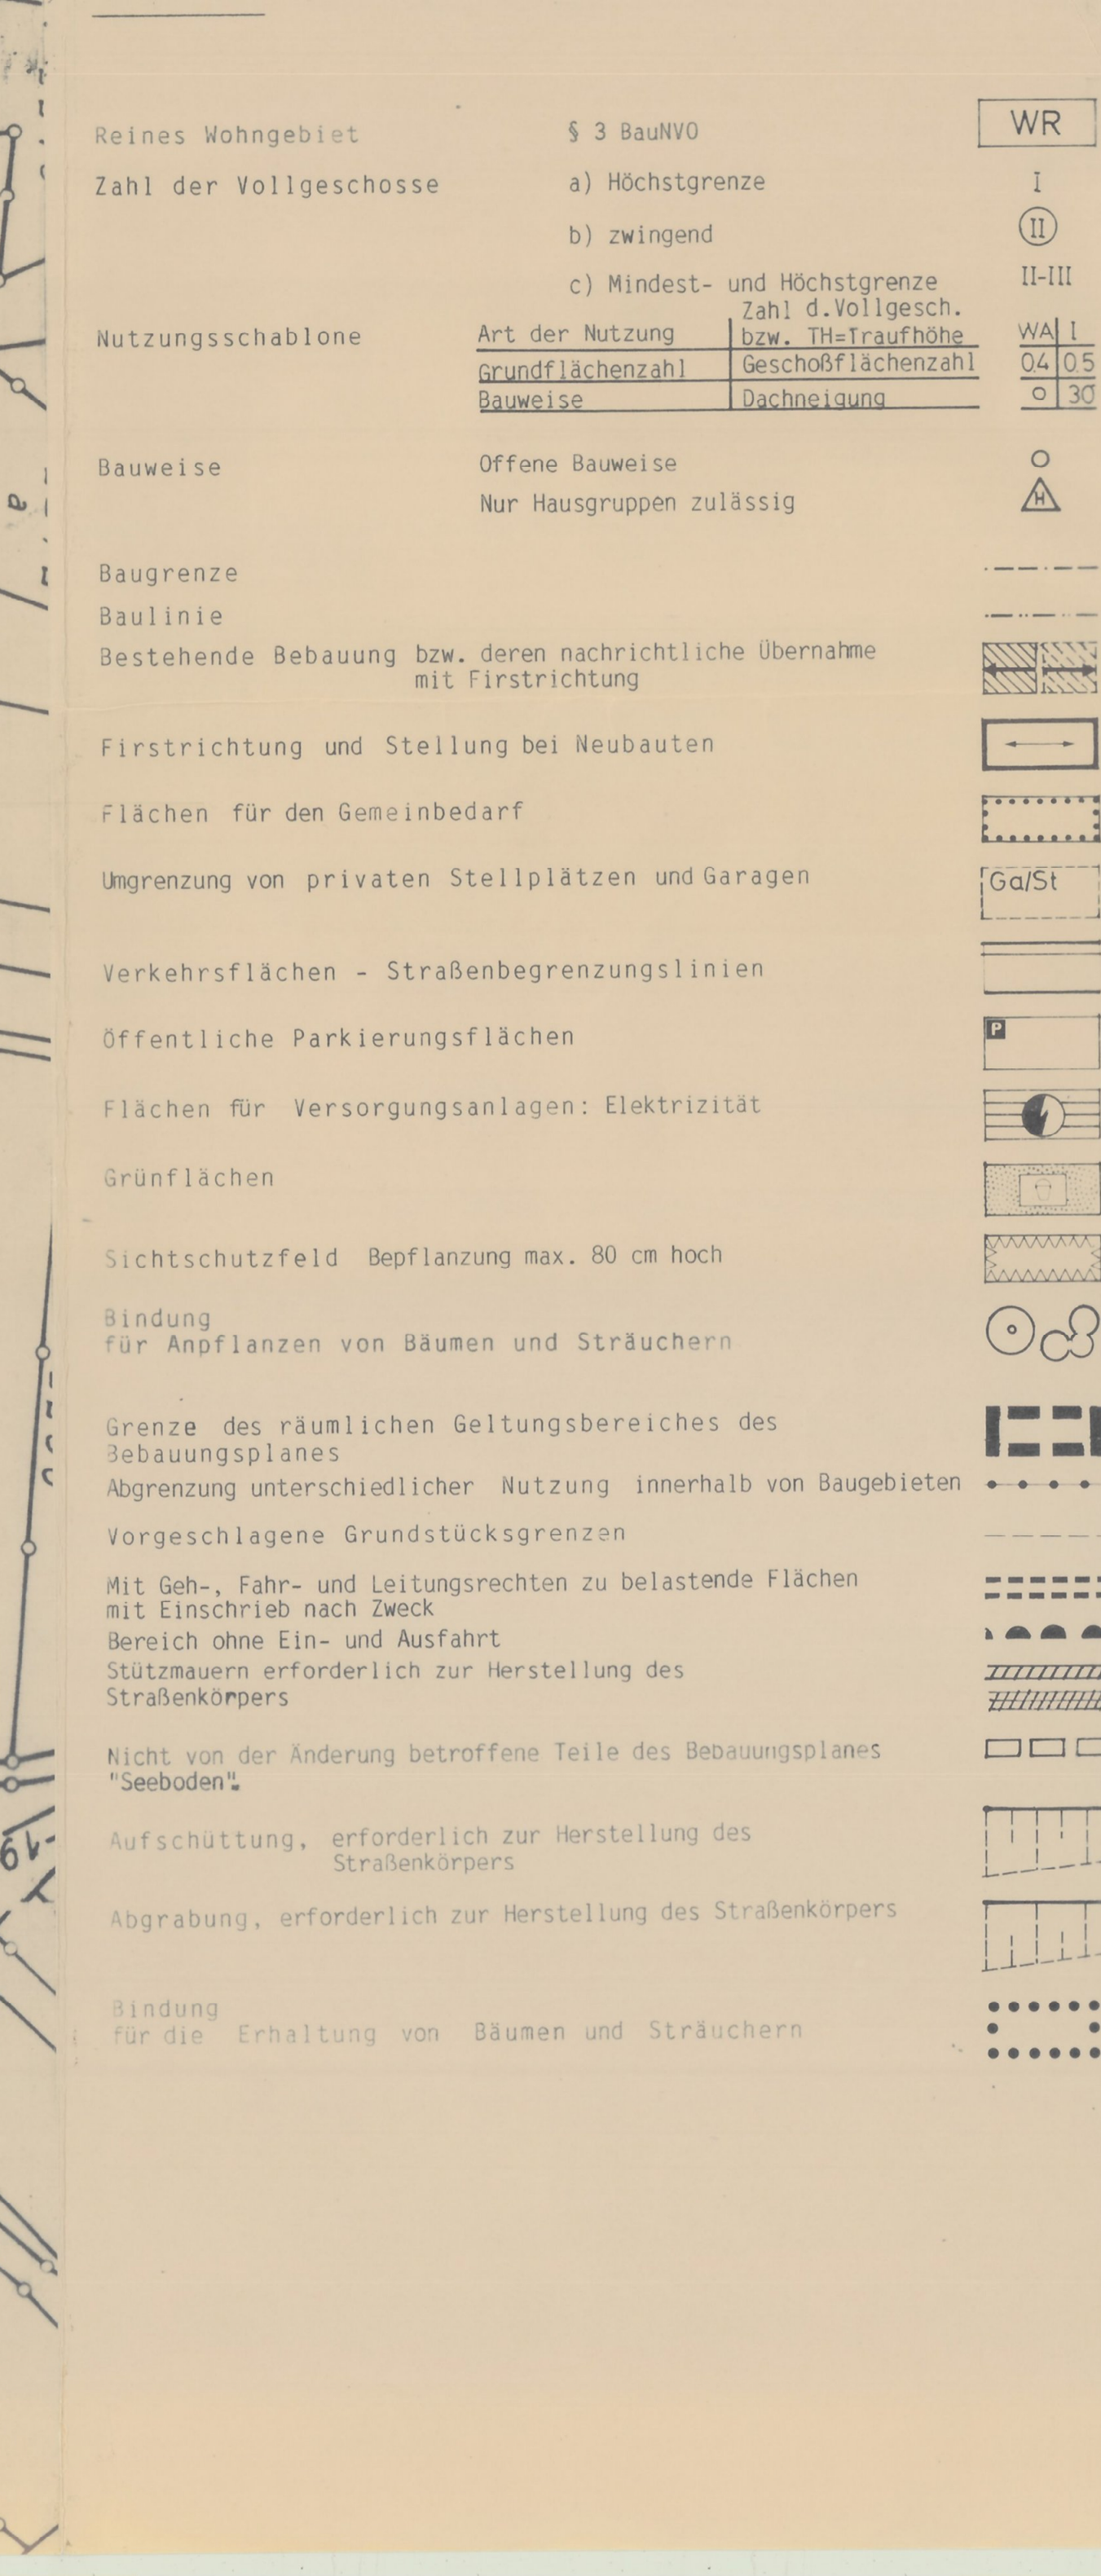 Reines Wohngebiet § 3 BauNVO WR
Zahl der Vollgeschosse a) Höchstgrenze I
b) zwingend II
c) Mindest- und Höchstgrenze II-III
Zahl d.Vollgesch.
Nutzungsschablone Art der Nutzung bzw. TH=Traufhöhe WA I
Grundflächenzahl Geschoßflächenzahl 0.4 0.5
Bauweise Dachneigung o 30
Bauweise Offene Bauweise o
Nur Hausgruppen zulässig H
Baugrenze
Baulinie
Bestehende Bebauung bzw. deren nachrichtliche Übernahme
mit Firstrichtung
Firstrichtung und Stellung bei Neubauten
Flächen für den Gemeinbedarf
Umgrenzung von privaten Stellplätzen und Garagen Ga/St
Verkehrsflächen - Straßenbegrenzungslinien
Öffentliche Parkierungsflächen P
Flächen für Versorgungsanlagen: Elektrizität
Grünflächen
Sichtschutzfeld Bepflanzung max. 80 cm hoch
Bindung
für Anpflanzen von Bäumen und Sträuchern
Grenze des räumlichen Geltungsbereiches des
Bebauungsplanes
Abgrenzung unterschiedlicher Nutzung innerhalb von Baugebieten
Vorgeschlagene Grundstücksgrenzen
Mit Geh-, Fahr- und Leitungsrechten zu belastende Flächen
mit Einschrieb nach Zweck
Bereich ohne Ein- und Ausfahrt
Stützmauern erforderlich zur Herstellung des
Straßenkörpers
Nicht von der Änderung betroffene Teile des Bebauungsplanes
"Seeboden".
Aufschüttung, erforderlich zur Herstellung des
Straßenkörpers
Abgrabung, erforderlich zur Herstellung des Straßenkörpers
Bindung
für die Erhaltung von Bäumen und Sträuchern